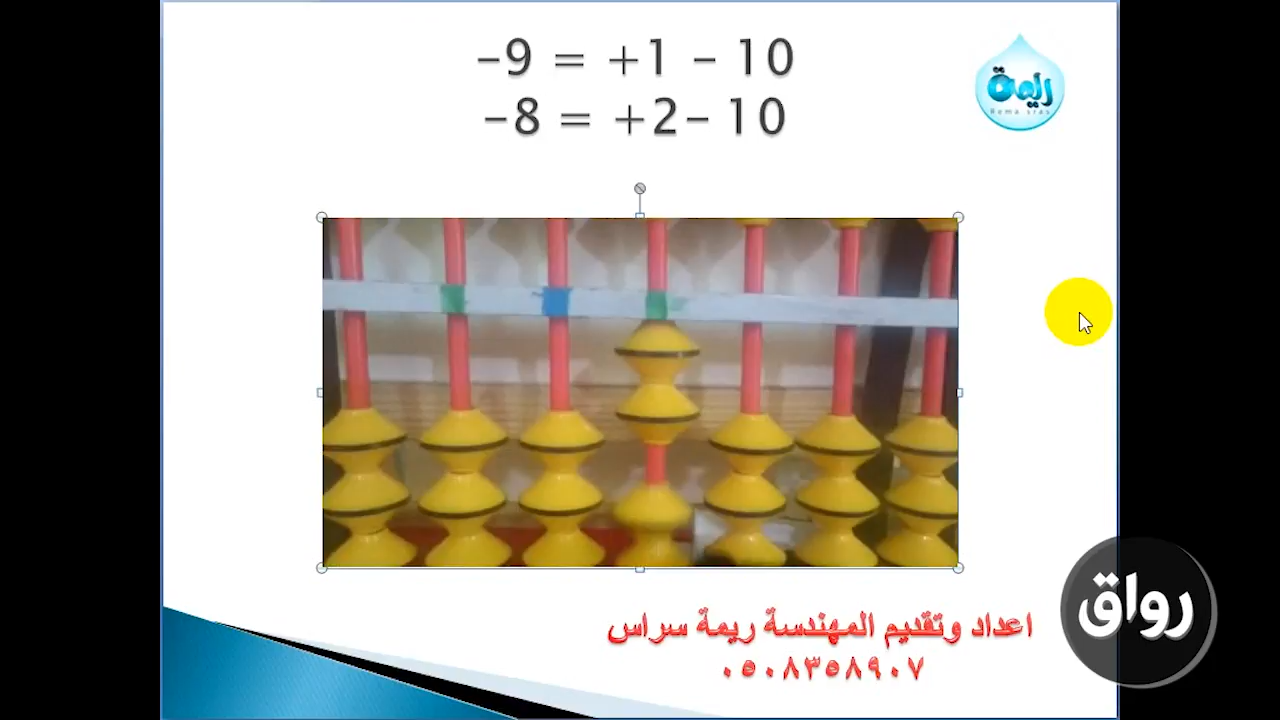 -9 = +1 - 10
-8 = +2- 10
ريمة
Rema sras
اعداد وتقديم المهندسة ريمة سراس
٠٥٠٨٣٥٨٩٠٧
رواق